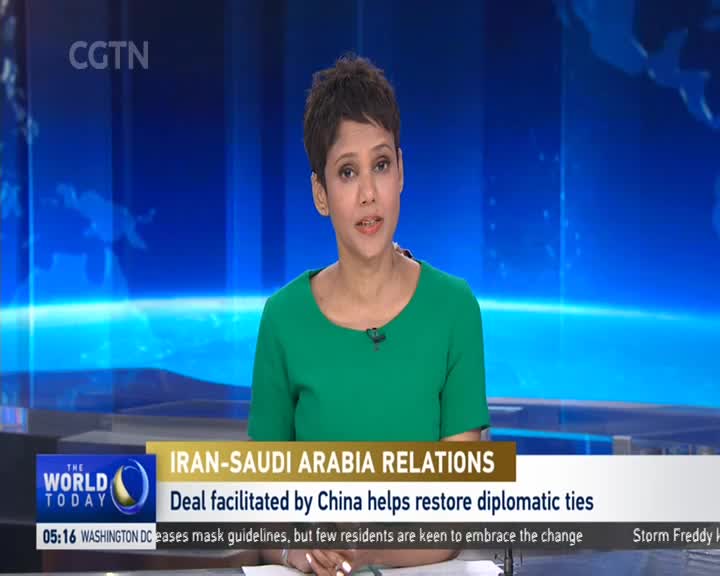 CGTN
IRAN-SAUDI ARABIA RELATIONS
THE
WORLD
TODAY
Deal facilitated by China helps restore diplomatic ties
05:16 WASHINGTON DC
eases mask guidelines, but few residents are keen to embrace the change Storm Freddy k